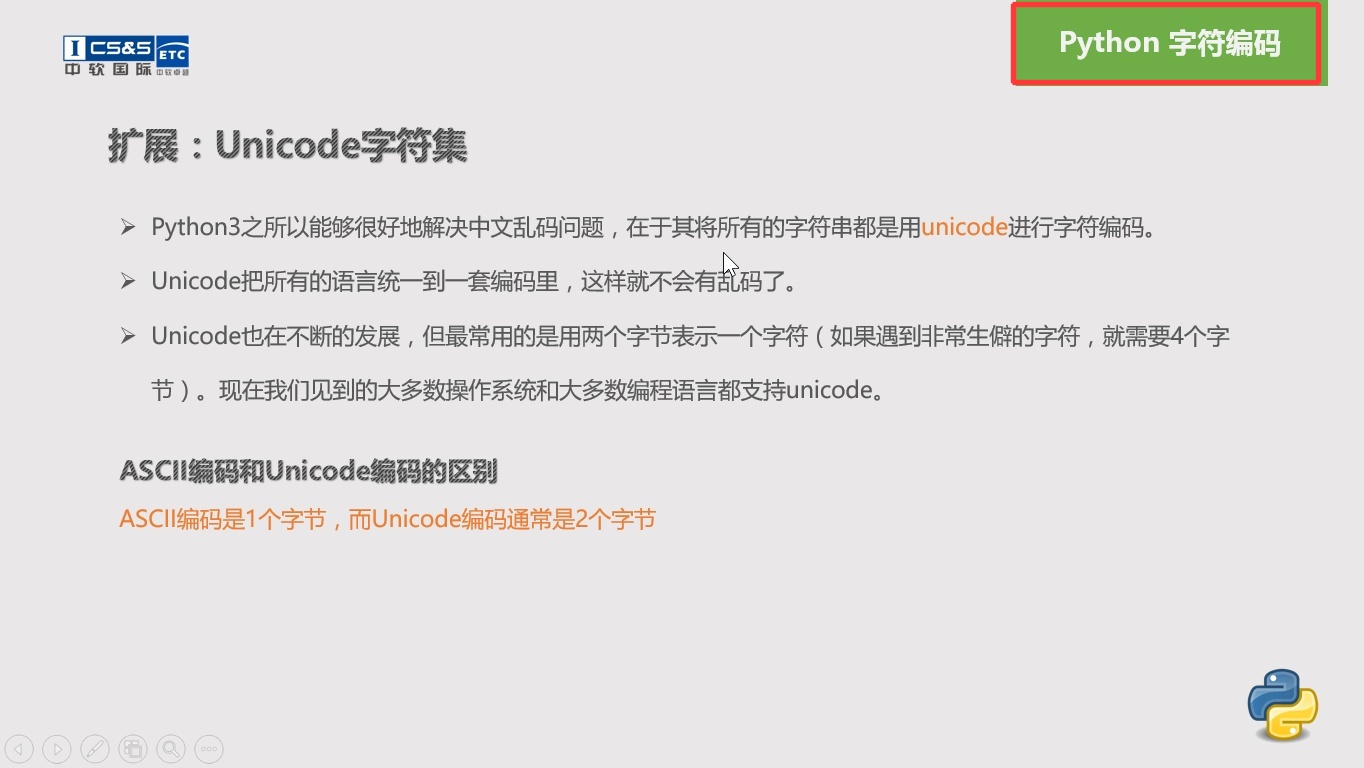 CS&S ETC
中软国际 中软卓越
Python 字符编码
扩展：Unicode字符集
Python3之所以能够很好地解决中文乱码问题，在于其将所有的字符串都是用unicode进行字符编码。
Unicode把所有的语言统一到一套编码里，这样就不会有乱码了。
Unicode也在不断的发展，但最常用的是用两个字节表示一个字符（如果遇到非常生僻的字符，就需要4个字
节）。现在我们见到的大多数操作系统和大多数编程语言都支持unicode。
ASCII编码和Unicode编码的区别
ASCII编码是1个字节，而Unicode编码通常是2个字节